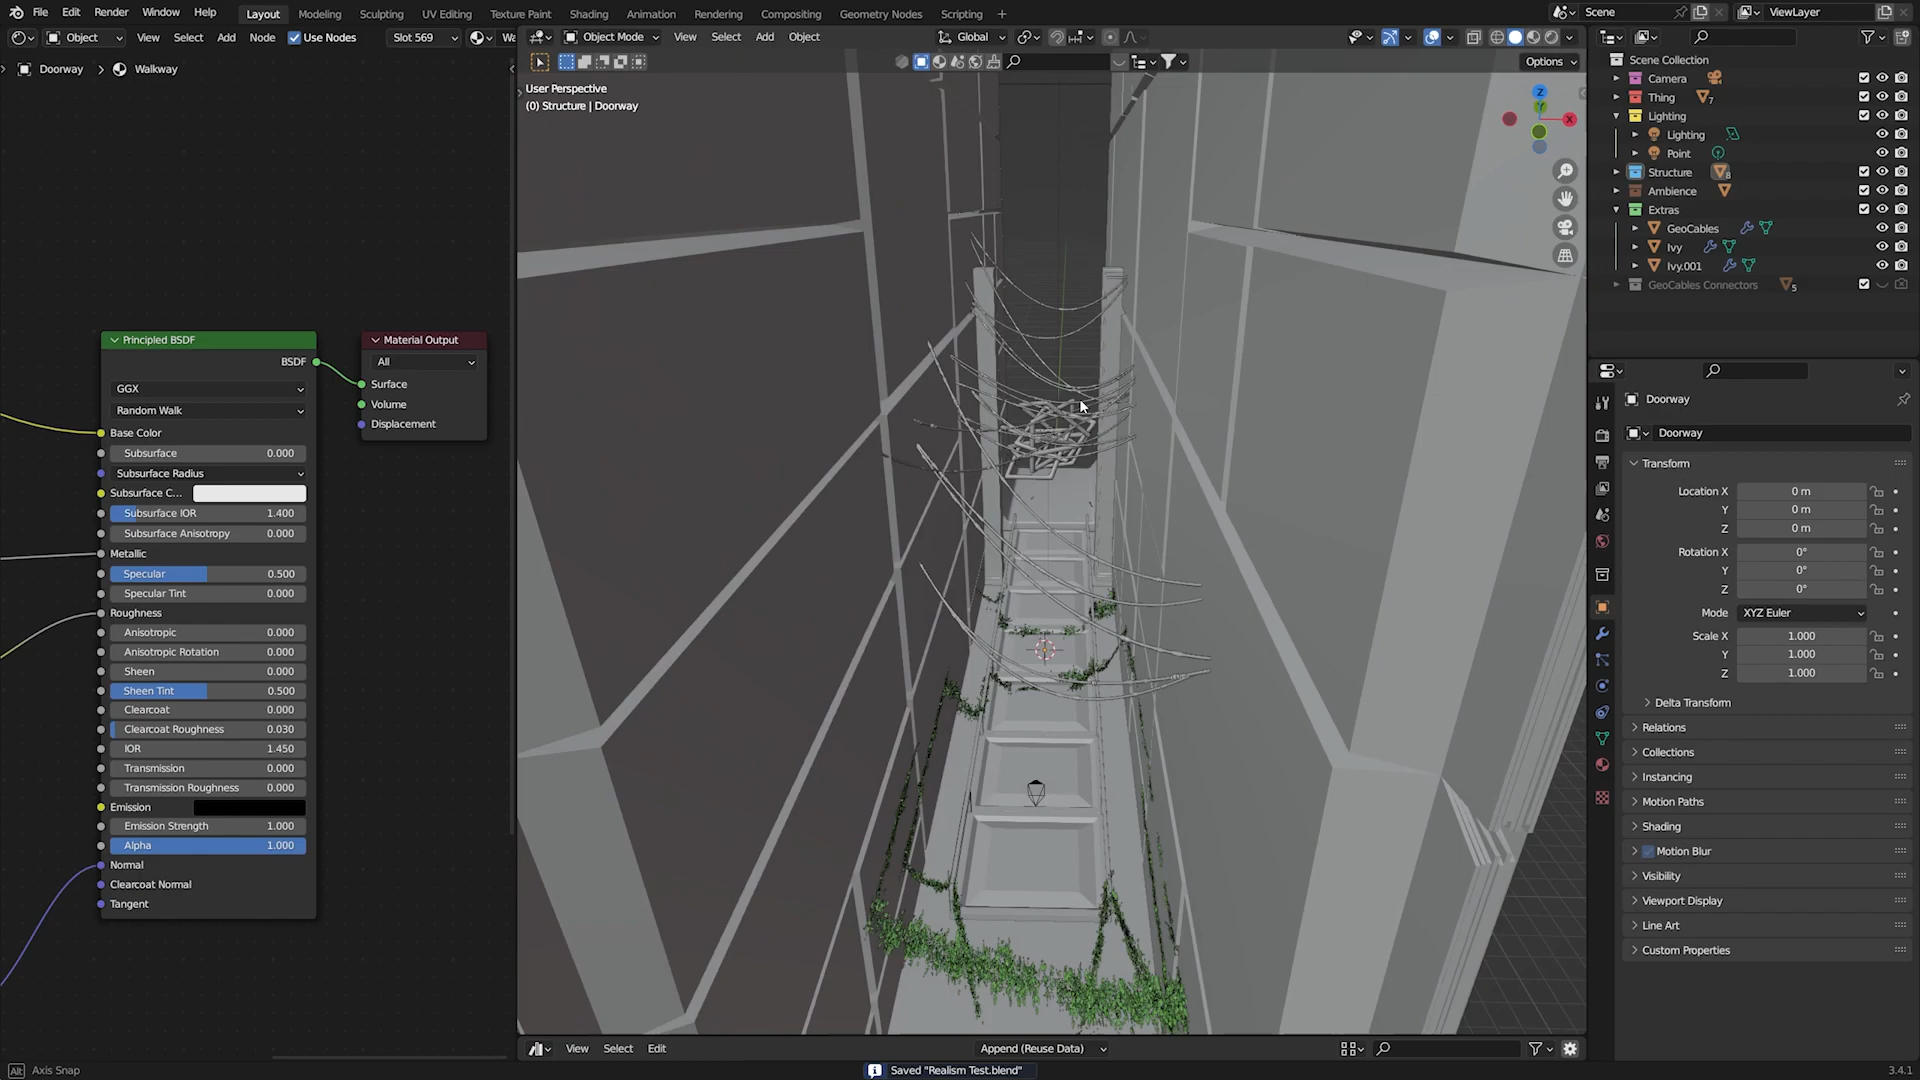 File Edit Render Window Help Layout Modeling Sculpting UV Editing Texture Paint Shading Animation Rendering Compositing Geometry Nodes Scripting + Scene ViewLayer
Object View Select Add Node Use Nodes Slot 569 Wa Object Mode View Select Add Object Global
Doorway > Walkway
Options
User Perspective
(0) Structure | Doorway
Z
Y
X
Scene Collection
Camera
Thing 7
Lighting
Lighting
Point
Structure 8
Ambience
Extras
GeoCables
Ivy
Ivy.001
GeoCables Connectors 5
Principled BSDF
BSDF
GGX
Random Walk
Base Color
Subsurface 0.000
Subsurface Radius
Subsurface C...
Subsurface IOR 1.400
Subsurface Anisotropy 0.000
Metallic
Specular 0.500
Specular Tint 0.000
Roughness
Anisotropic 0.000
Anisotropic Rotation 0.000
Sheen 0.000
Sheen Tint 0.500
Clearcoat 0.000
Clearcoat Roughness 0.030
IOR 1.450
Transmission 0.000
Transmission Roughness 0.000
Emission
Emission Strength 1.000
Alpha 1.000
Normal
Clearcoat Normal
Tangent
Material Output
All
Surface
Volume
Displacement
Doorway
Doorway
Transform
Location X 0 m
Y 0 m
Z 0 m
Rotation X 0°
Y 0°
Z 0°
Mode XYZ Euler
Scale X 1.000
Y 1.000
Z 1.000
Delta Transform
Relations
Collections
Instancing
Motion Paths
Shading
Motion Blur
Visibility
Viewport Display
Line Art
Custom Properties
View Select Edit Append (Reuse Data)
Alt Axis Snap Saved "Realism Test.blend" 3.4.1